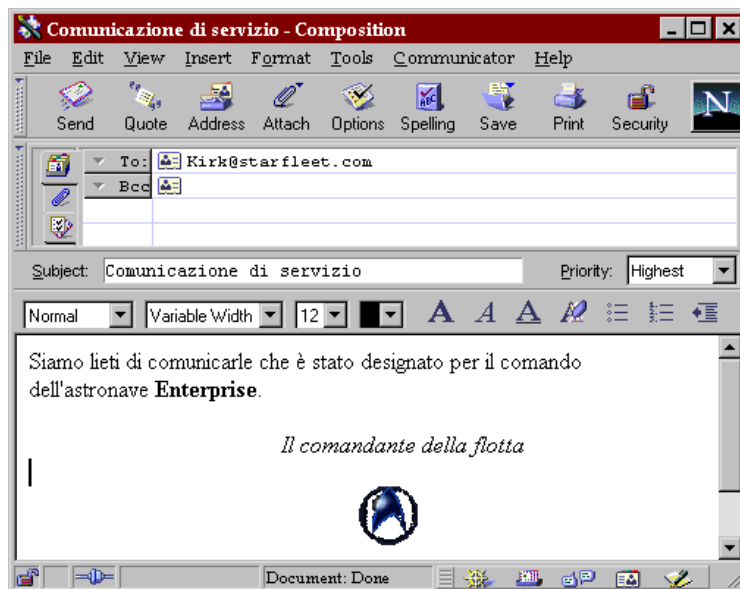 Comunicazione di servizio - Composition
File Edit View Insert Format Tools Communicator Help
Send Quote Address Attach Options Spelling Save Print Security
To: Kirk@starfleet.com
Bcc
Subject: Comunicazione di servizio Priority: Highest
Normal Variable Width 12 A A A
Siamo lieti di comunicarle che è stato designato per il comando
dell'astronave Enterprise.
Il comandante della flotta
Document: Done